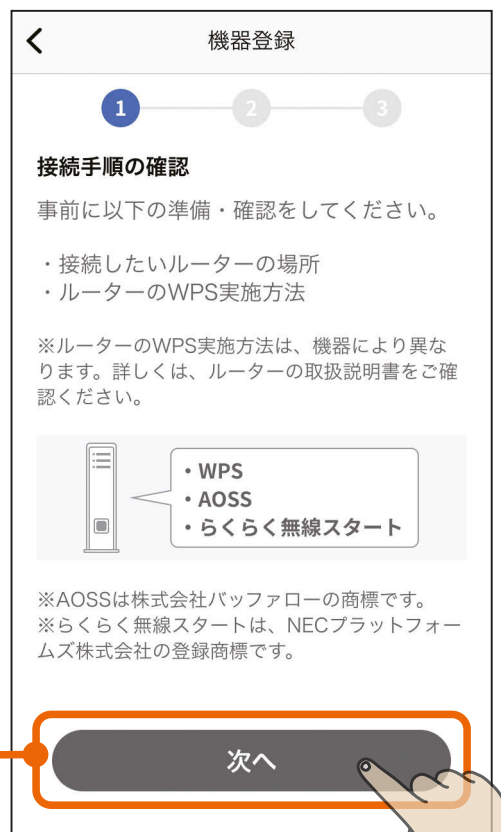 機器登録
1 2 3
接続手順の確認
事前に以下の準備・確認をしてください。
・接続したいルーターの場所
・ルーターのWPS実施方法
※ルーターのWPS実施方法は、機器により異な
ります。詳しくは、ルーターの取扱説明書をご確
認ください。
・WPS
・AOSS
・らくらく無線スタート
※AOSSは株式会社バッファローの商標です。
※らくらく無線スタートは、NECプラットフォー
ムズ株式会社の登録商標です。
次へ